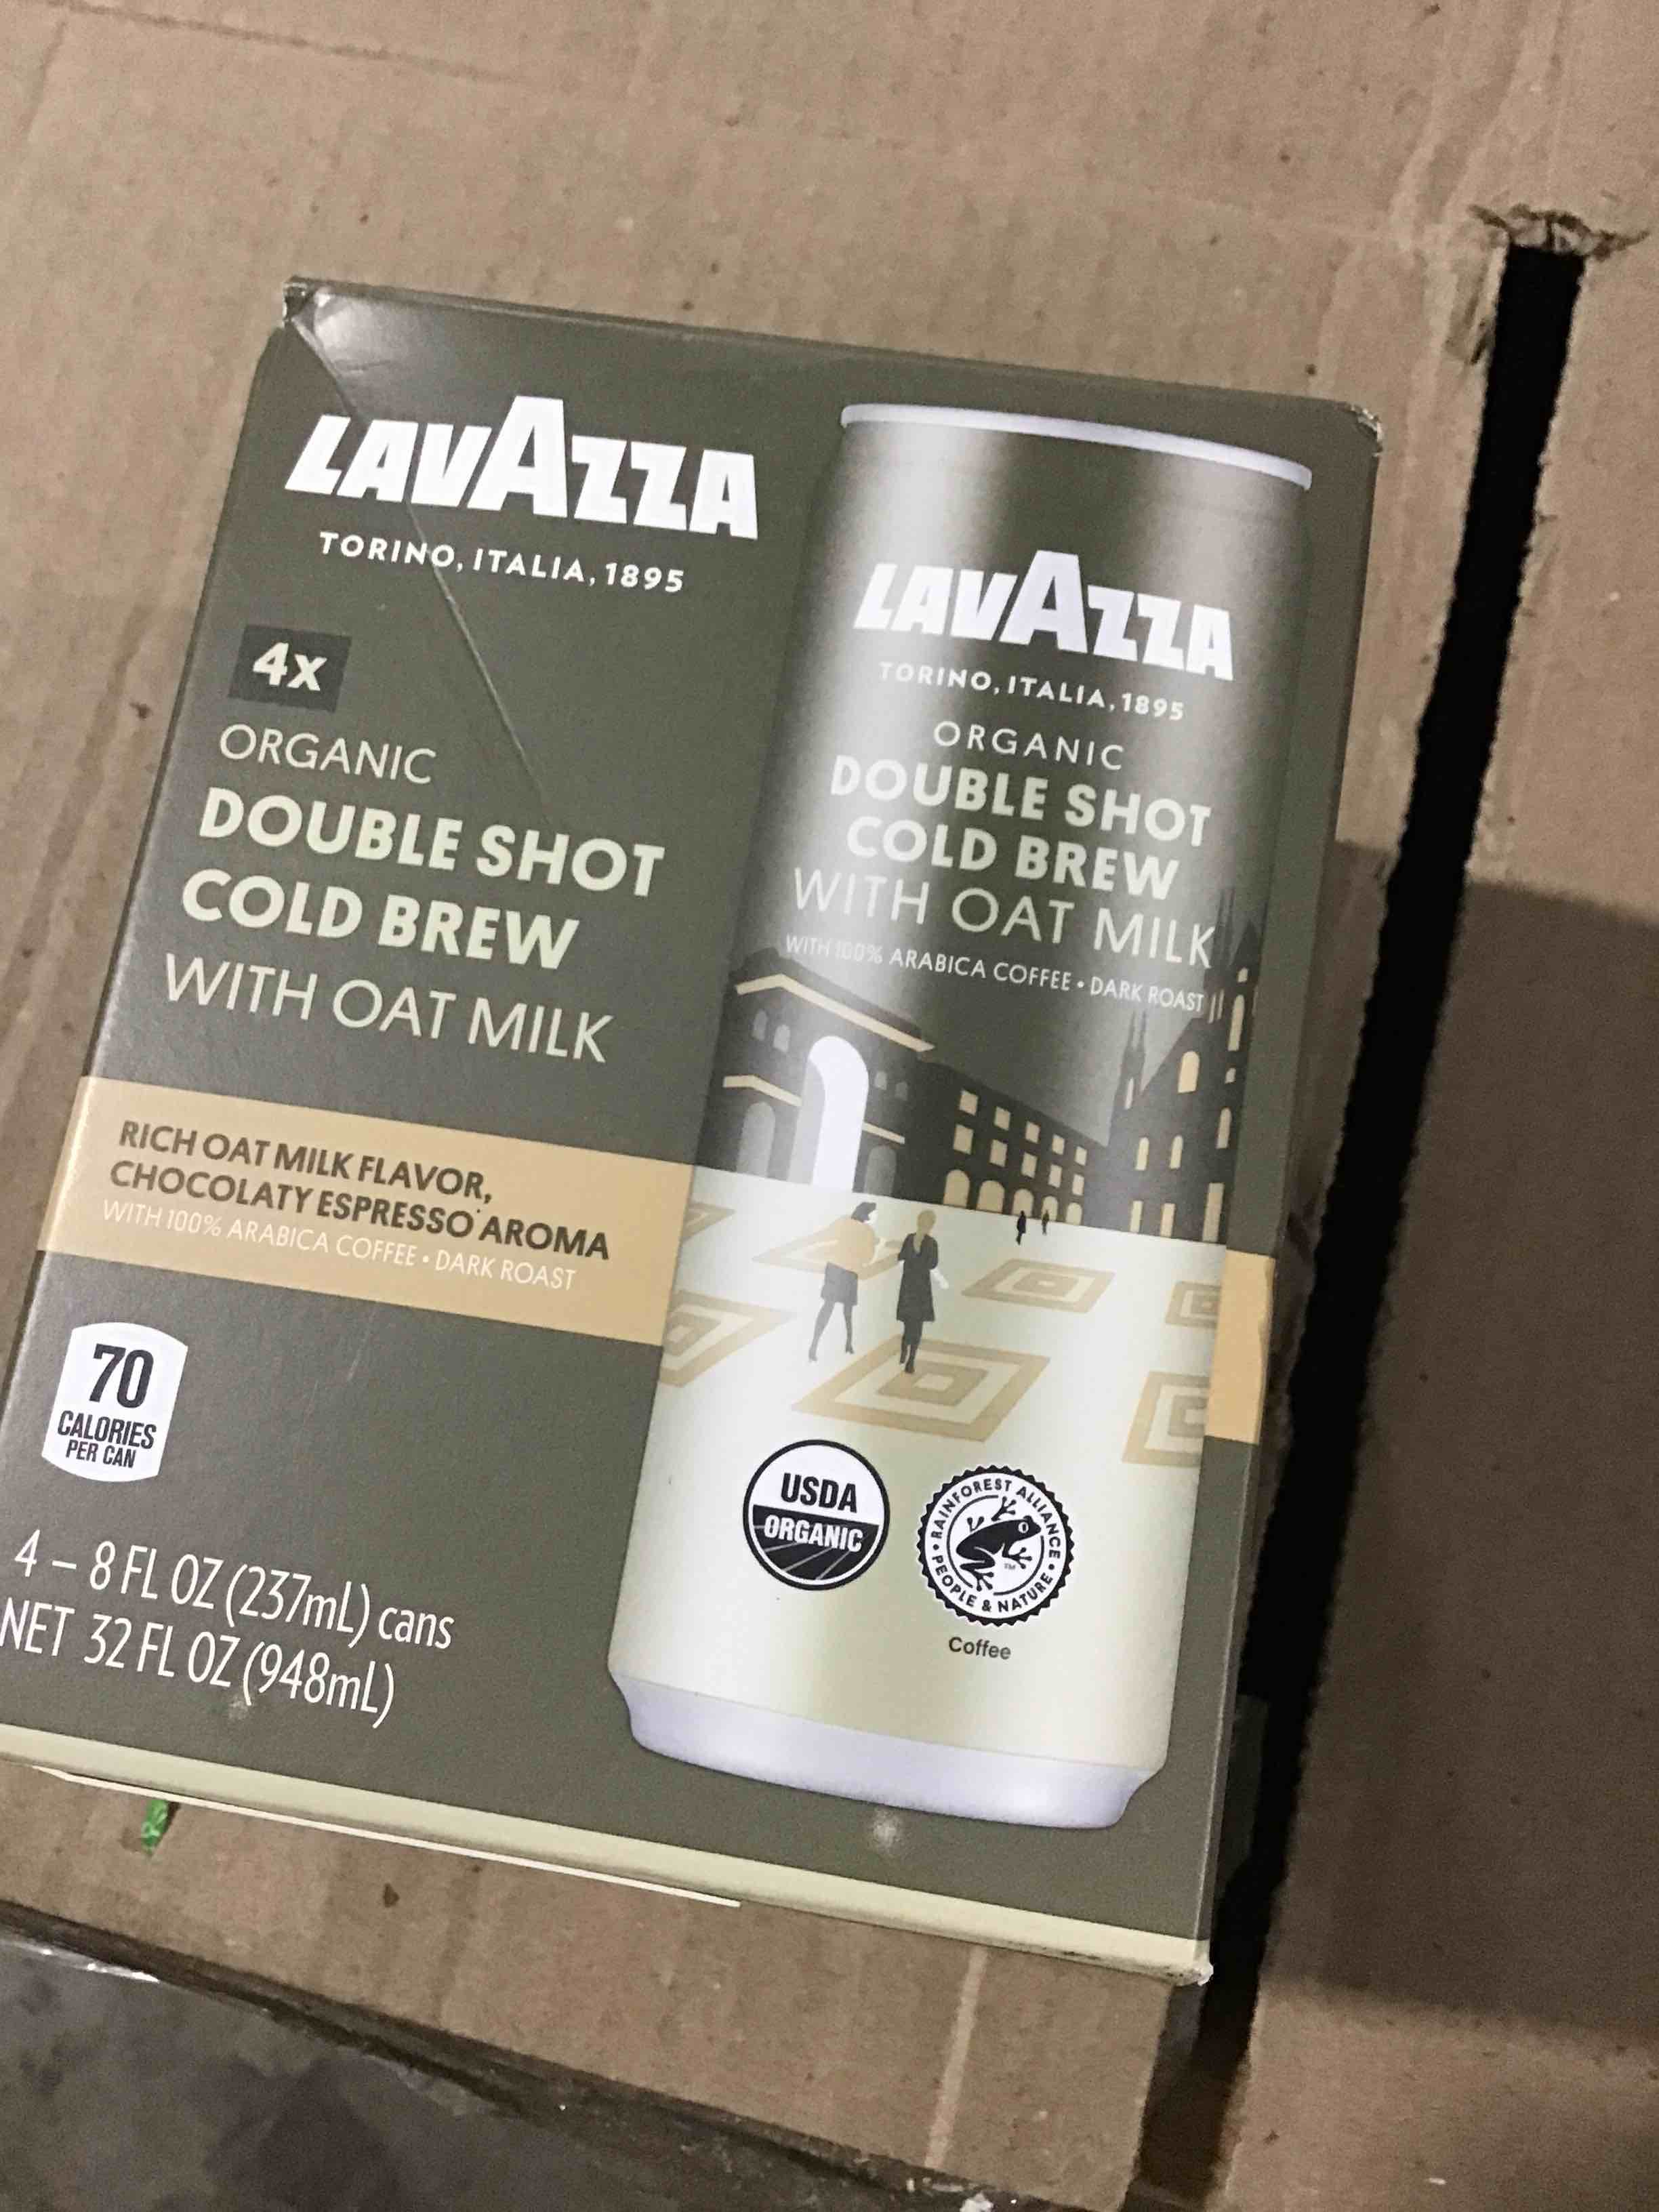 LAVAZZA
TORINO, ITALIA, 1895
4x
ORGANIC
DOUBLE SHOT
COLD BREW
WITH OAT MILK
RICH OAT MILK FLAVOR,
CHOCOLATY ESPRESSO AROMA
WITH 100% ARABICA COFFEE • DARK ROAST
70
CALORIES
PER CAN
4 – 8 FL OZ (237mL) cans
NET 32 FL OZ (948mL)
LAVAZZA
TORINO, ITALIA, 1895
ORGANIC
DOUBLE SHOT
COLD BREW
WITH OAT MILK
WITH 100% ARABICA COFFEE • DARK ROAST
USDA
ORGANIC
RAINFOREST ALLIANCE
• PEOPLE & NATURE •
TM
Coffee